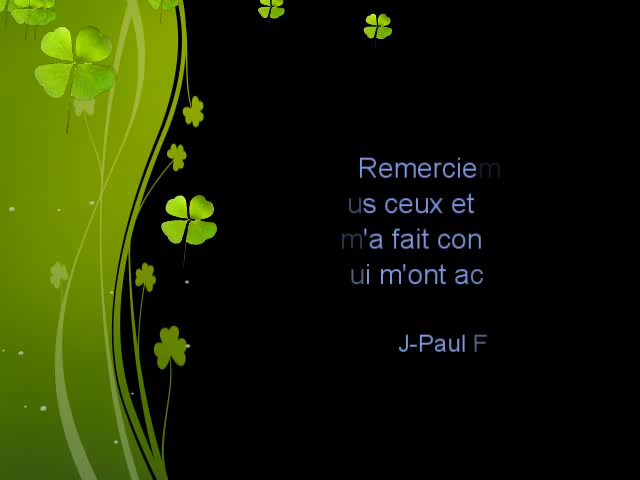 Remerciem
us ceux et
m'a fait con
ui m'ont ac
J-Paul F